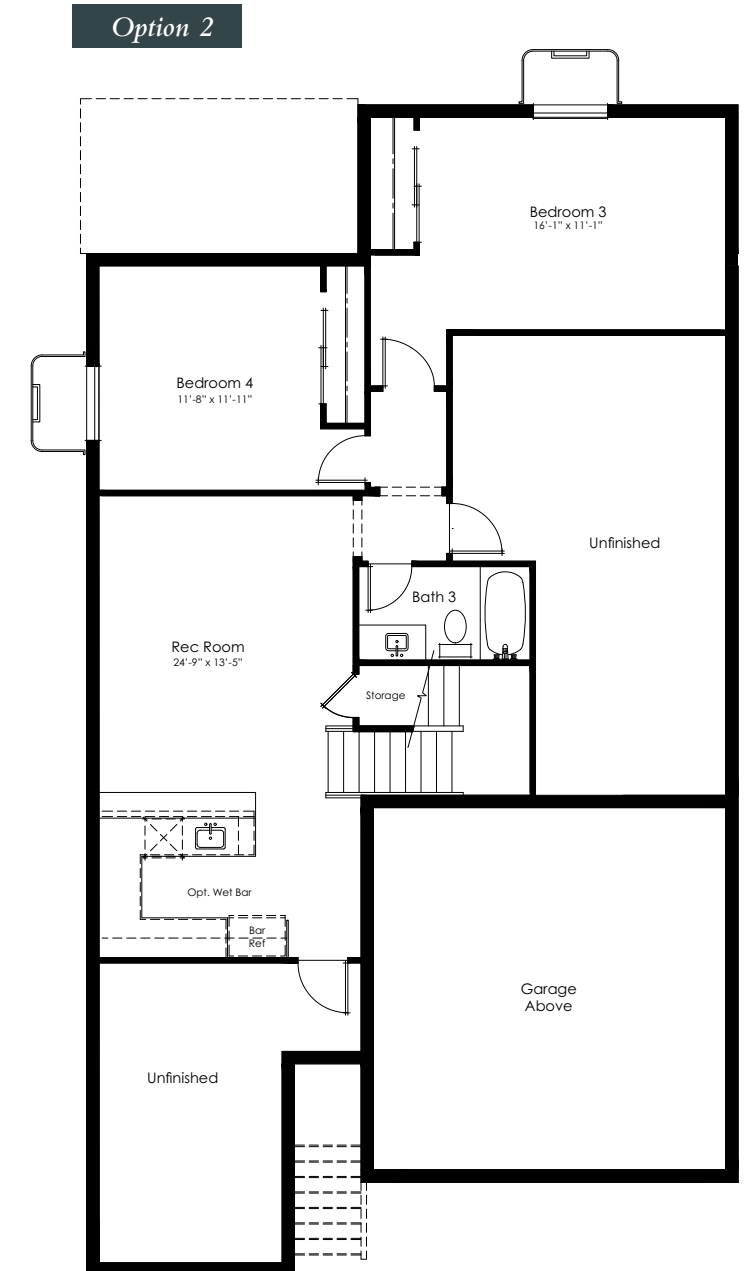 Option 2
Bedroom 3
16'-1" x 11'-1"
Bedroom 4
11'-8" x 11'-11"
Unfinished
Bath 3
Rec Room
24'-9" x 13'-5"
Storage
Opt. Wet Bar
Bar
Ref
Garage
Above
Unfinished